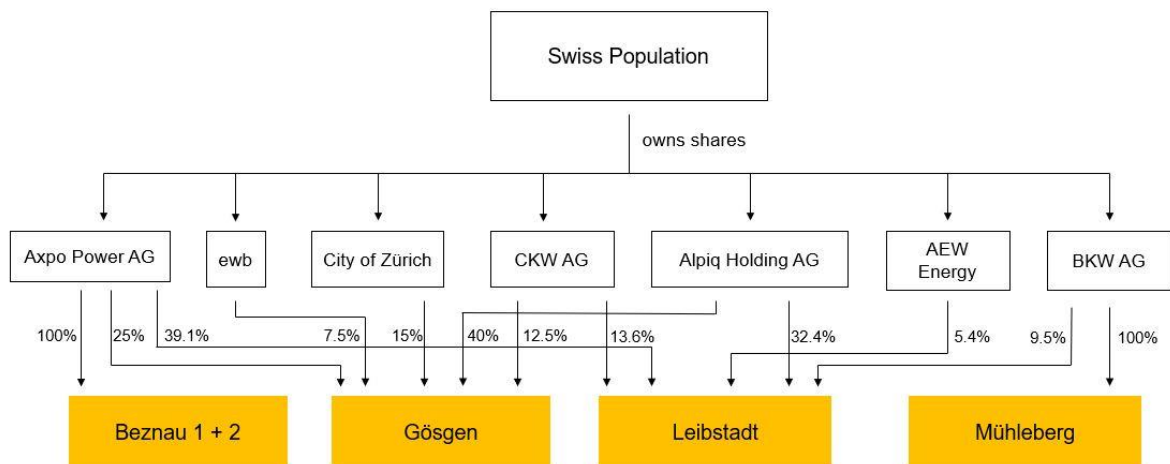 Swiss Population
owns shares
Axpo Power AG
ewb
City of Zürich
CKW AG
Alpiq Holding AG
AEW
Energy
BKW AG
100%
25%
39.1%
7.5%
15%
40%
12.5%
13.6%
32.4%
5.4%
9.5%
100%
Beznau 1 + 2
Gösgen
Leibstadt
Mühleberg